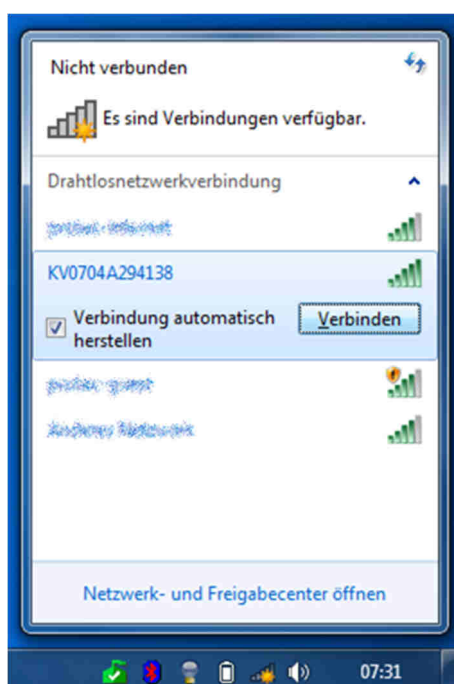 Nicht verbunden
Es sind Verbindungen verfügbar.
Drahtlosnetzwerkverbindung
KV0704A294138
Verbindung automatisch
herstellen
Verbinden
Netzwerk- und Freigabecenter öffnen
07:31